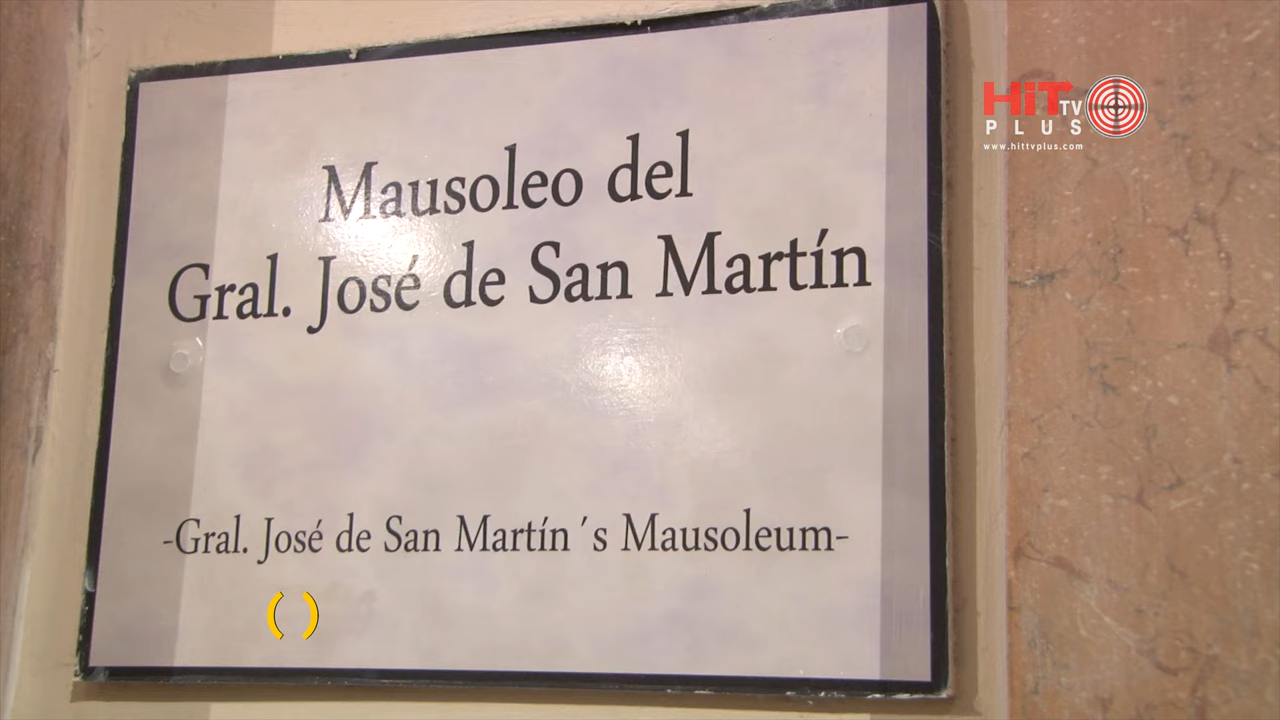 Mausoleo del
Gral. José de San Martín
-Gral. José de San Martín´s Mausoleum-
( )
HiT TV
PLUS
www.hittvplus.com